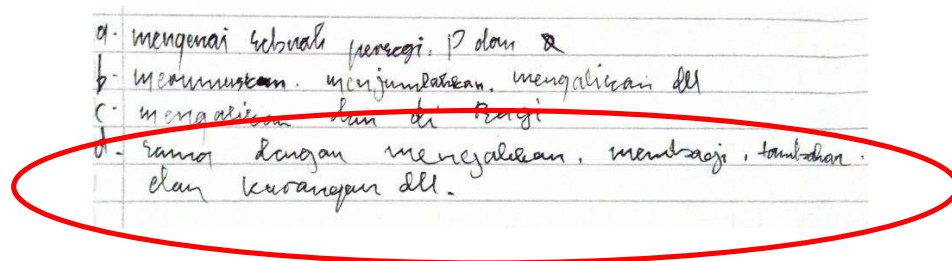 a. mengenai sebuah persegi, P dan Q
b. merumuskan. menjumlahkan. mengalikan dll
c. mengalikan dan di Bagi
d. sama dengan mengalikan, membagi, tambahan.
dan kurangan dll.